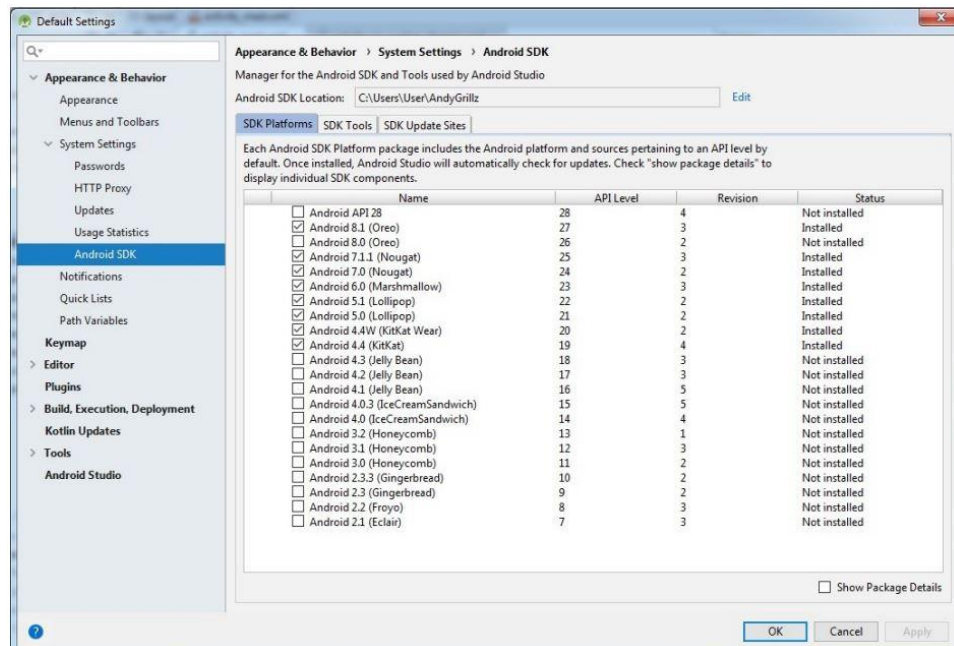 Default Settings
Appearance & Behavior
Appearance
Menus and Toolbars
System Settings
Passwords
HTTP Proxy
Updates
Usage Statistics
Android SDK
Notifications
Quick Lists
Path Variables
Keymap
Editor
Plugins
Build, Execution, Deployment
Kotlin Updates
Tools
Android Studio
Appearance & Behavior › System Settings › Android SDK
Manager for the Android SDK and Tools used by Android Studio
Android SDK Location: C:\Users\User\AndyGrillz Edit
SDK Platforms SDK Tools SDK Update Sites
Each Android SDK Platform package includes the Android platform and sources pertaining to an API level by
default. Once installed, Android Studio will automatically check for updates. Check "show package details" to
display individual SDK components.
Name API Level Revision Status
Android API 28 28 4 Not installed
Android 8.1 (Oreo) 27 3 Installed
Android 8.0 (Oreo) 26 2 Not installed
Android 7.1.1 (Nougat) 25 3 Installed
Android 7.0 (Nougat) 24 2 Installed
Android 6.0 (Marshmallow) 23 3 Installed
Android 5.1 (Lollipop) 22 2 Installed
Android 5.0 (Lollipop) 21 2 Installed
Android 4.4W (KitKat Wear) 20 2 Installed
Android 4.4 (KitKat) 19 4 Installed
Android 4.3 (Jelly Bean) 18 3 Not installed
Android 4.2 (Jelly Bean) 17 3 Not installed
Android 4.1 (Jelly Bean) 16 5 Not installed
Android 4.0.3 (IceCreamSandwich) 15 5 Not installed
Android 4.0 (IceCreamSandwich) 14 4 Not installed
Android 3.2 (Honeycomb) 13 1 Not installed
Android 3.1 (Honeycomb) 12 3 Not installed
Android 3.0 (Honeycomb) 11 2 Not installed
Android 2.3.3 (Gingerbread) 10 2 Not installed
Android 2.3 (Gingerbread) 9 2 Not installed
Android 2.2 (Froyo) 8 3 Not installed
Android 2.1 (Eclair) 7 3 Not installed
Show Package Details
? OK Cancel Apply